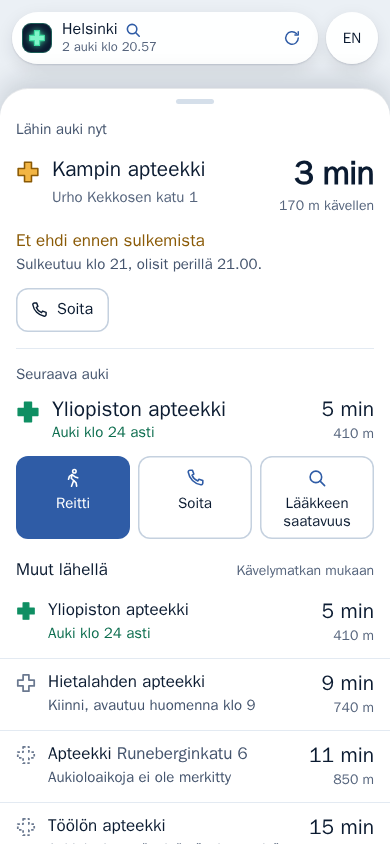 Helsinki
2 auki klo 20.57
EN
Lähin auki nyt
Kampin apteekki
3 min
Urho Kekkosen katu 1
170 m kävellen
Et ehdi ennen sulkemista
Sulkeutuu klo 21, olisit perillä 21.00.
Soita
Seuraava auki
Yliopiston apteekki
5 min
Auki klo 24 asti
410 m
Reitti
Soita
Lääkkeen
saatavuus
Muut lähellä
Kävelymatkan mukaan
Yliopiston apteekki
5 min
Auki klo 24 asti
410 m
Hietalahden apteekki
9 min
Kiinni, avautuu huomenna klo 9
740 m
Apteekki Runeberginkatu 6
11 min
Aukioloaikoja ei ole merkitty
850 m
Töölön apteekki
15 min